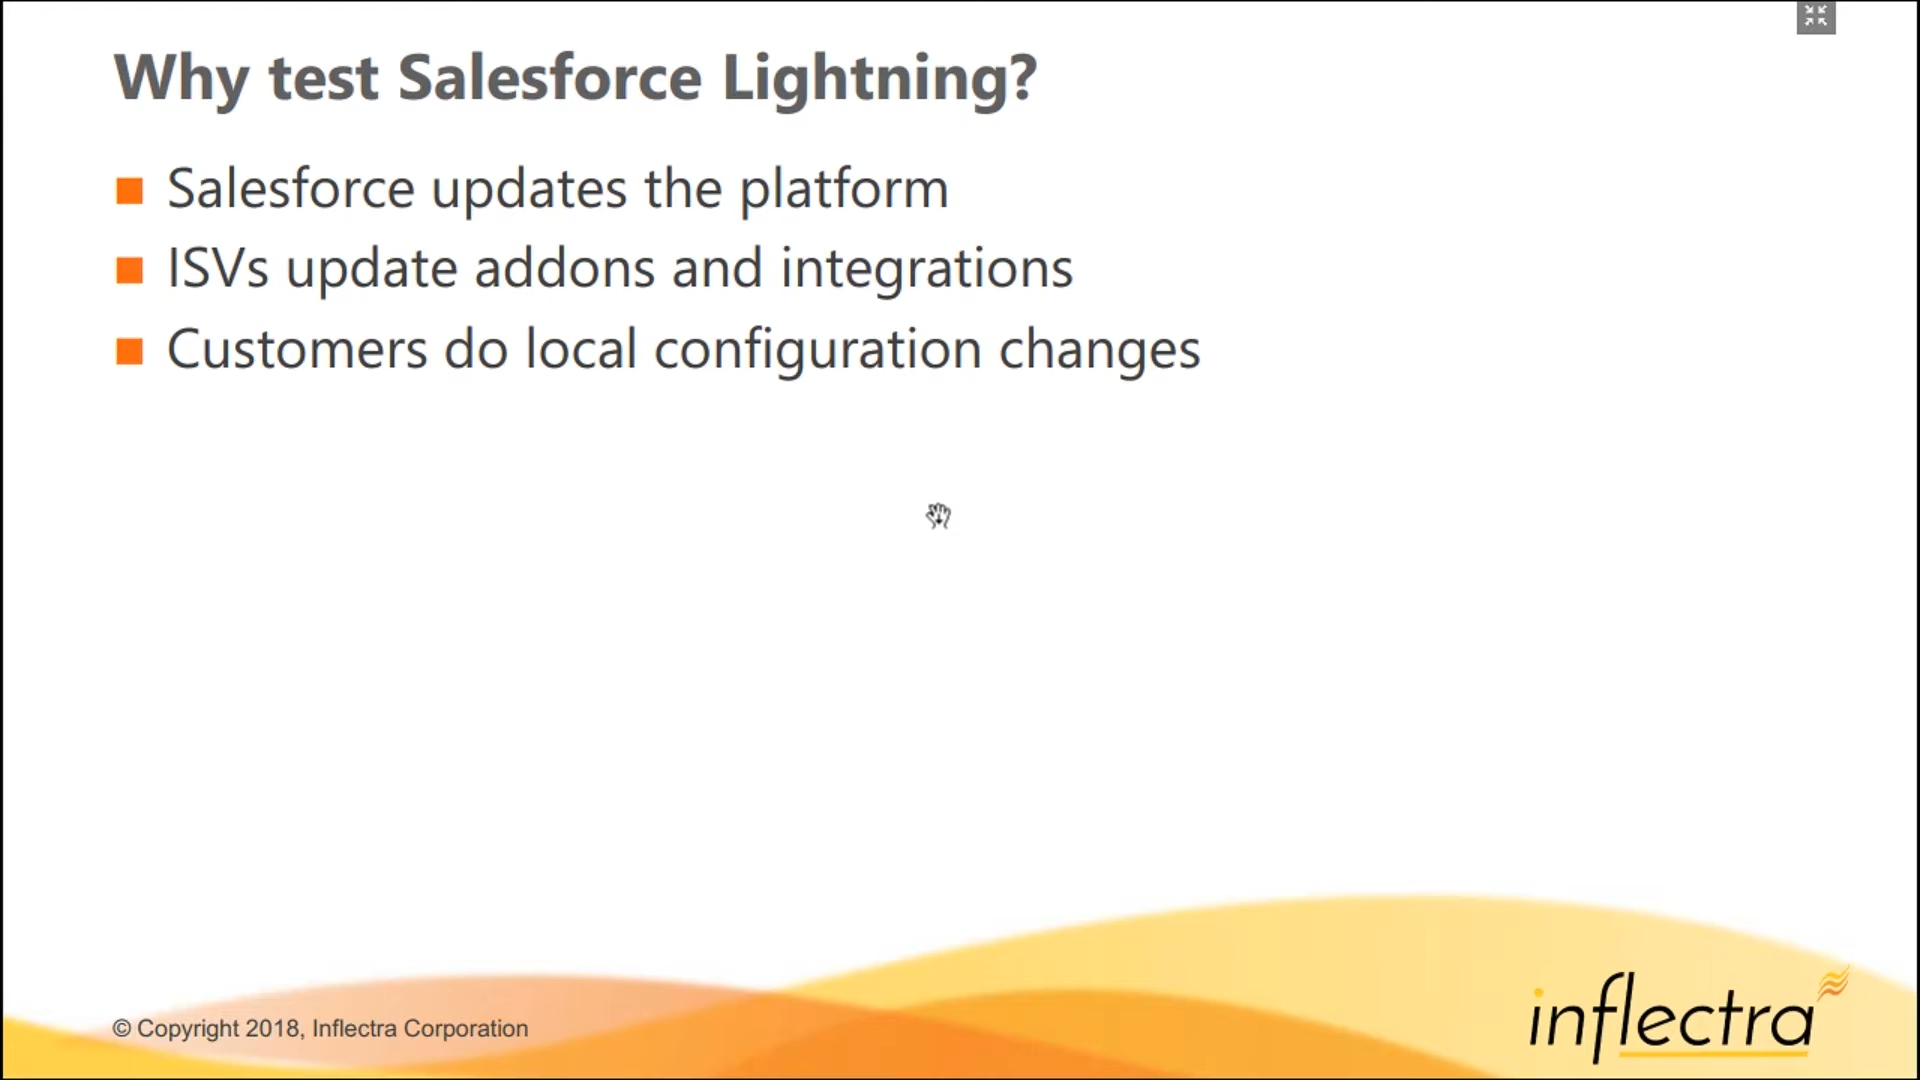 Why test Salesforce Lightning?
Salesforce updates the platform
ISVs update addons and integrations
Customers do local configuration changes
© Copyright 2018, Inflectra Corporation
inflectra